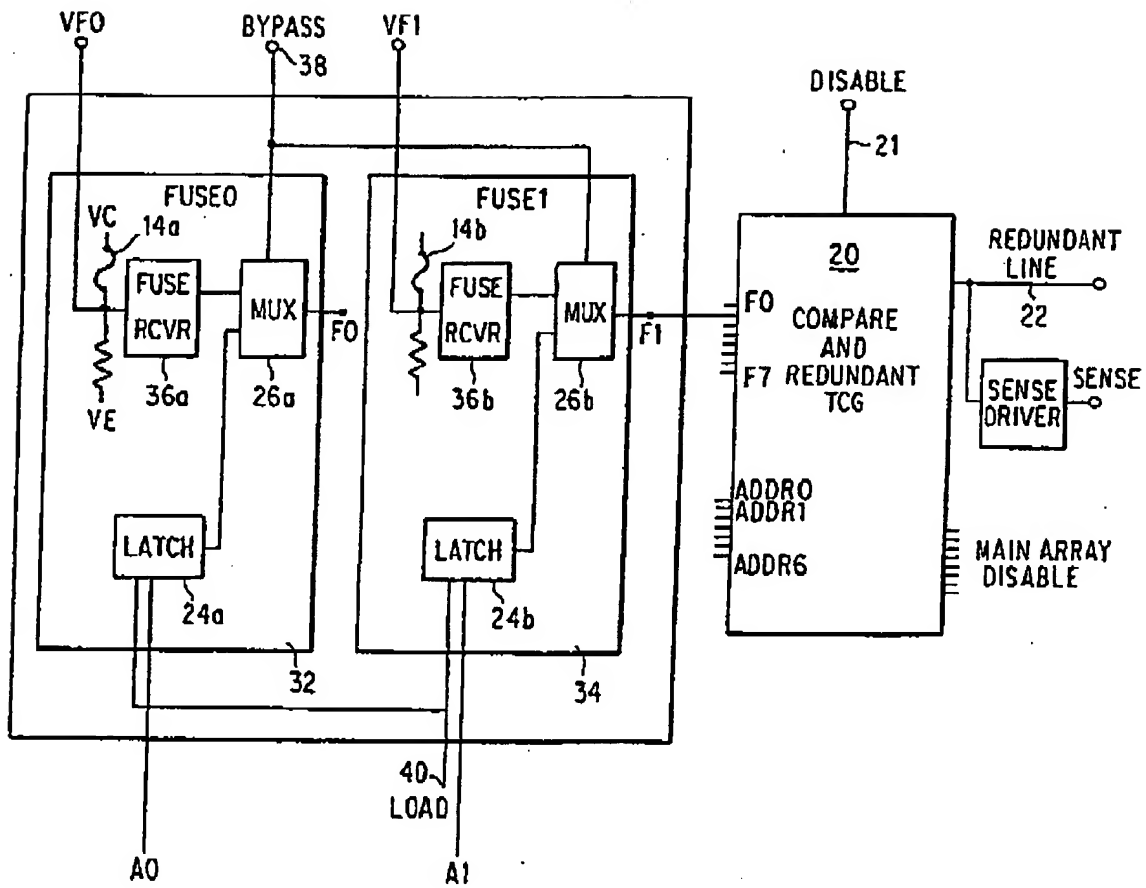 VF0
BYPASS
38
VF1
DISABLE
21
FUSE0
VC
14a
FUSE
RCVR
36a
VE
MUX
26a
F0
LATCH
24a
32
FUSE1
14b
FUSE
RCVR
36b
MUX
26b
F1
LATCH
24b
34
20
COMPARE
AND
REDUNDANT
TCG
F0
F7
ADDR0
ADDR1
ADDR6
REDUNDANT
LINE
22
SENSE
DRIVER
SENSE
MAIN ARRAY
DISABLE
40
LOAD
A0
A1